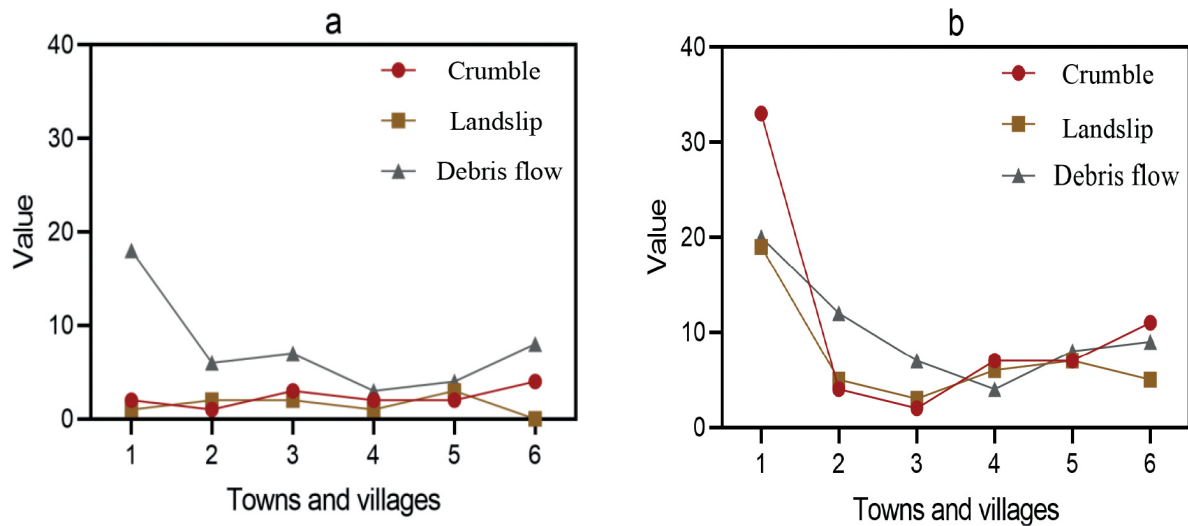 a
40
30
20
10
0
Value
Crumble
Landslip
Debris flow
1 2 3 4 5 6
Towns and villages
b
40
30
20
10
0
Value
Crumble
Landslip
Debris flow
1 2 3 4 5 6
Towns and villages